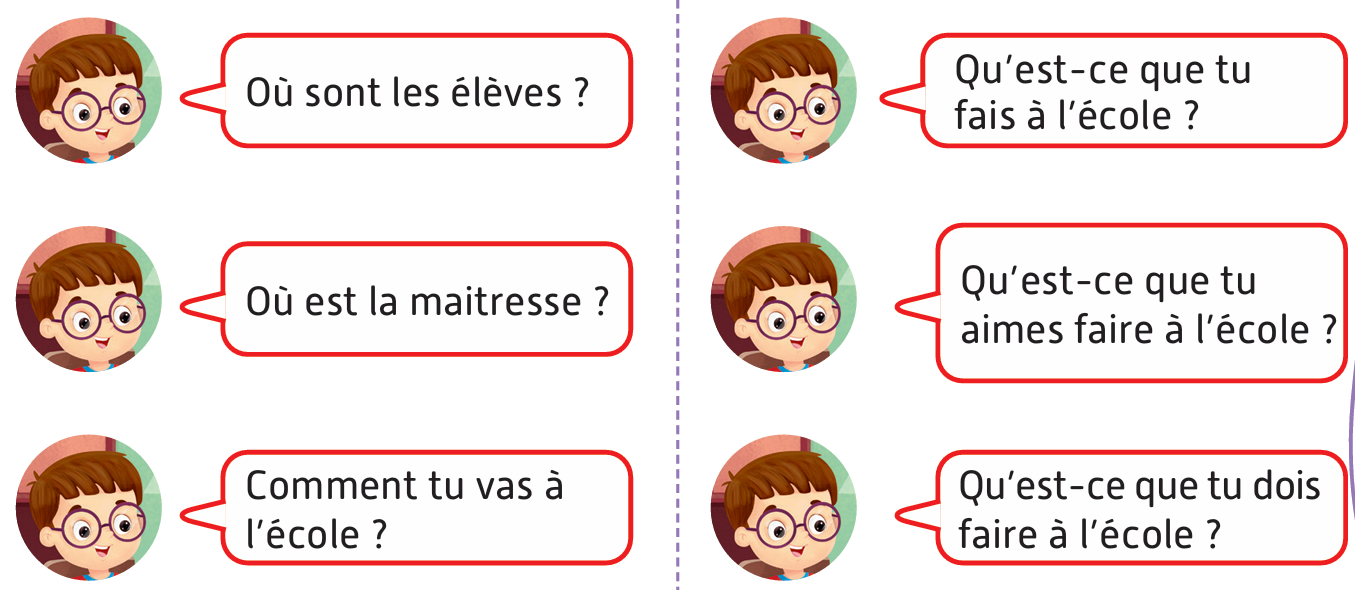 Où sont les élèves ?
Où est la maitresse ?
Comment tu vas à
l'école ?
Qu'est-ce que tu
fais à l'école ?
Qu'est-ce que tu
aimes faire à l'école ?
Qu'est-ce que tu dois
faire à l'école ?